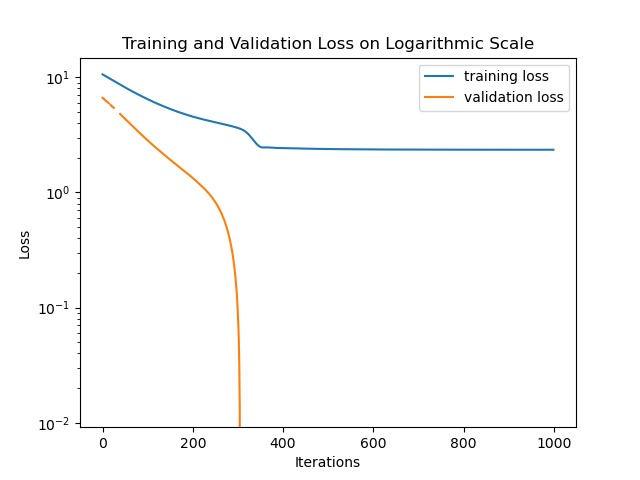 Training and Validation Loss on Logarithmic Scale
training loss
validation loss
Loss
10¹
10⁰
10⁻¹
10⁻²
0 200 400 600 800 1000
Iterations